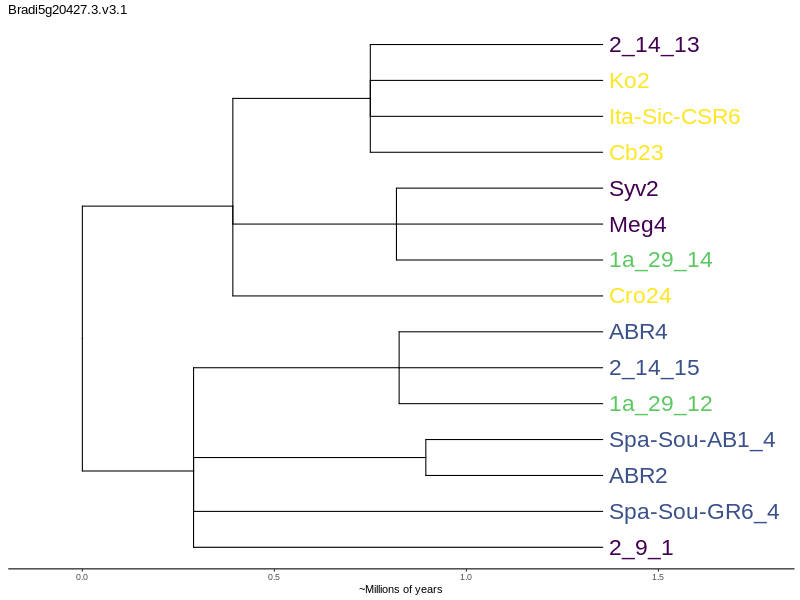 Bradi5g20427.3.v3.1
2_14_13
Ko2
Ita-Sic-CSR6
Cb23
Syv2
Meg4
1a_29_14
Cro24
ABR4
2_14_15
1a_29_12
Spa-Sou-AB1_4
ABR2
Spa-Sou-GR6_4
2_9_1
0.0 0.5 1.0 1.5
~Millions of years